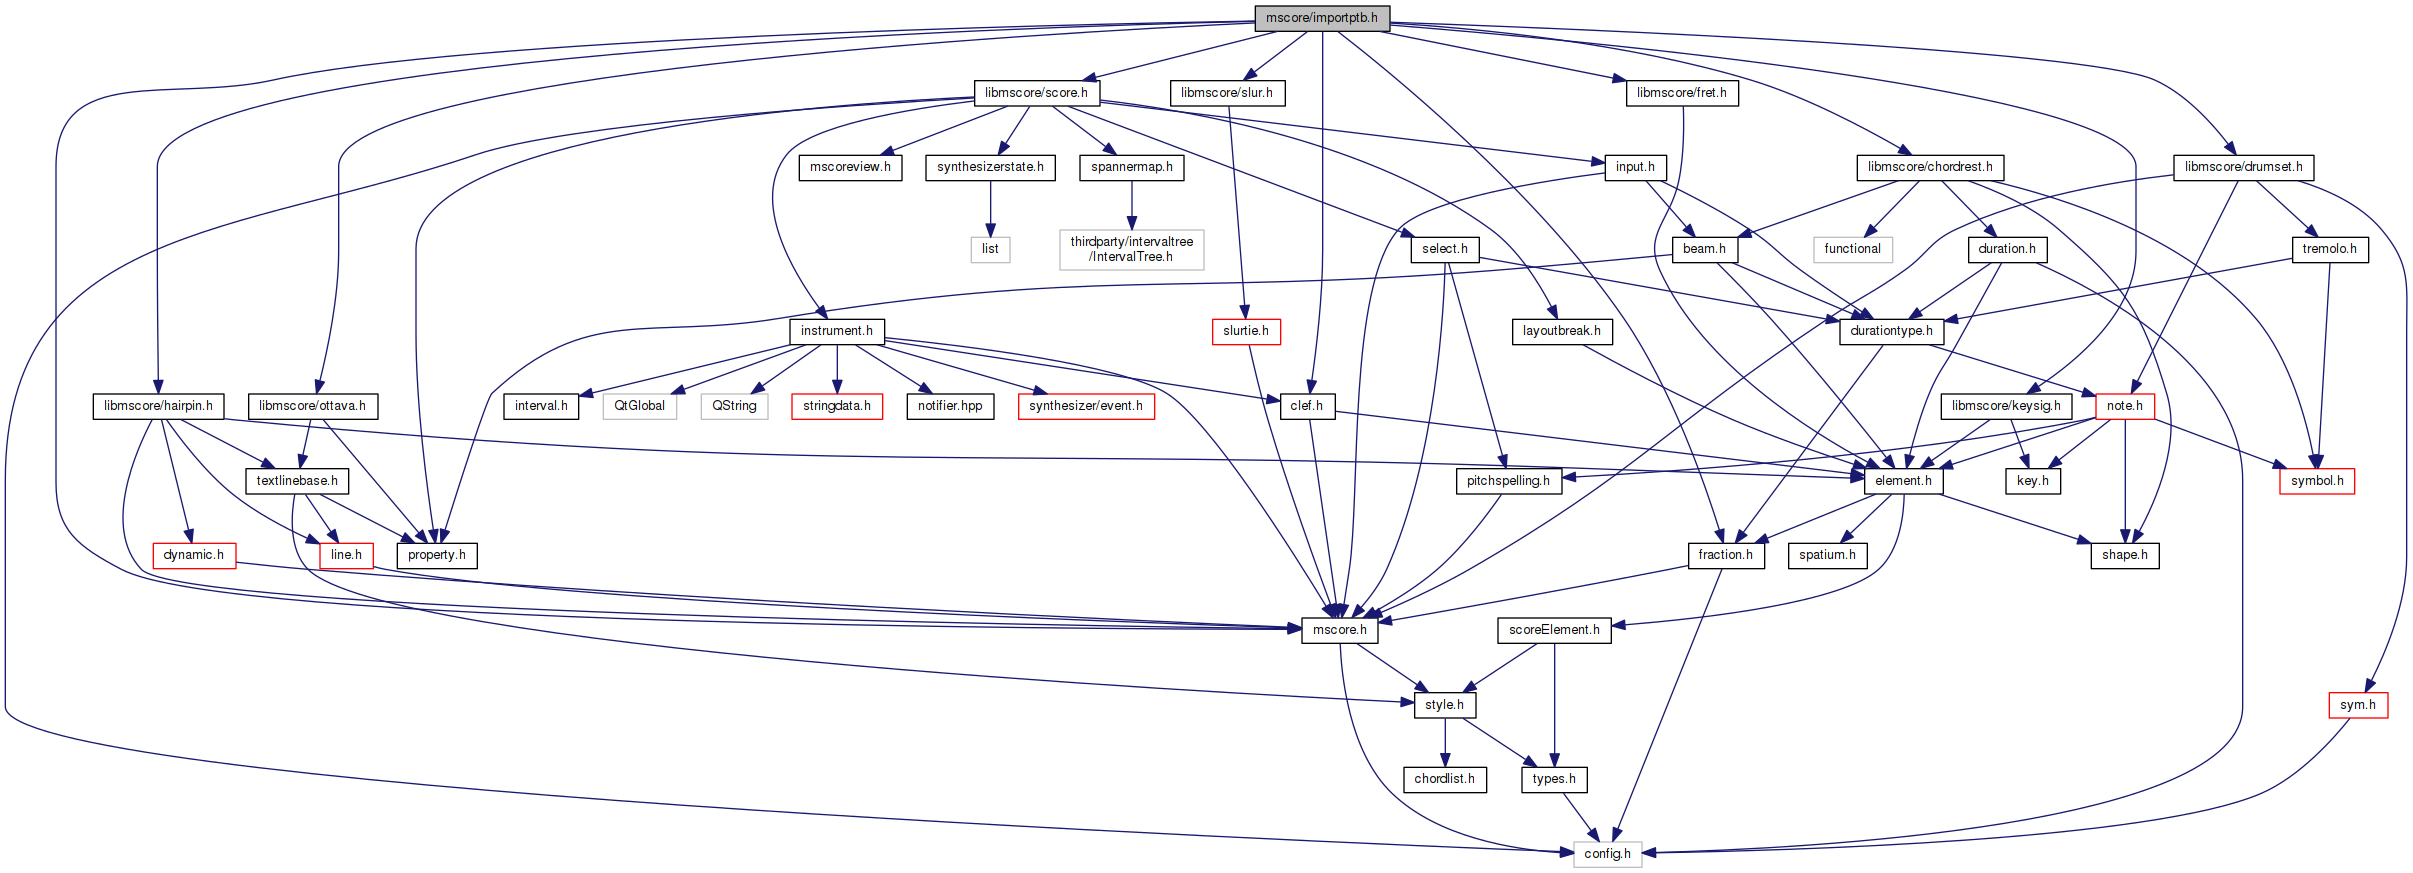 mscore/importptb.h
libmscore/score.h
libmscore/slur.h
libmscore/fret.h
mscoreview.h
synthesizerstate.h
spannermap.h
input.h
libmscore/chordrest.h
libmscore/drumset.h
list
thirdparty/intervaltree
/IntervalTree.h
select.h
beam.h
functional
duration.h
tremolo.h
instrument.h
slurtie.h
layoutbreak.h
durationtype.h
libmscore/hairpin.h
libmscore/ottava.h
interval.h
QtGlobal
QString
stringdata.h
notifier.hpp
synthesizer/event.h
clef.h
libmscore/keysig.h
note.h
textlinebase.h
pitchspelling.h
element.h
key.h
symbol.h
dynamic.h
line.h
property.h
fraction.h
spatium.h
shape.h
mscore.h
scoreElement.h
style.h
sym.h
chordlist.h
types.h
config.h